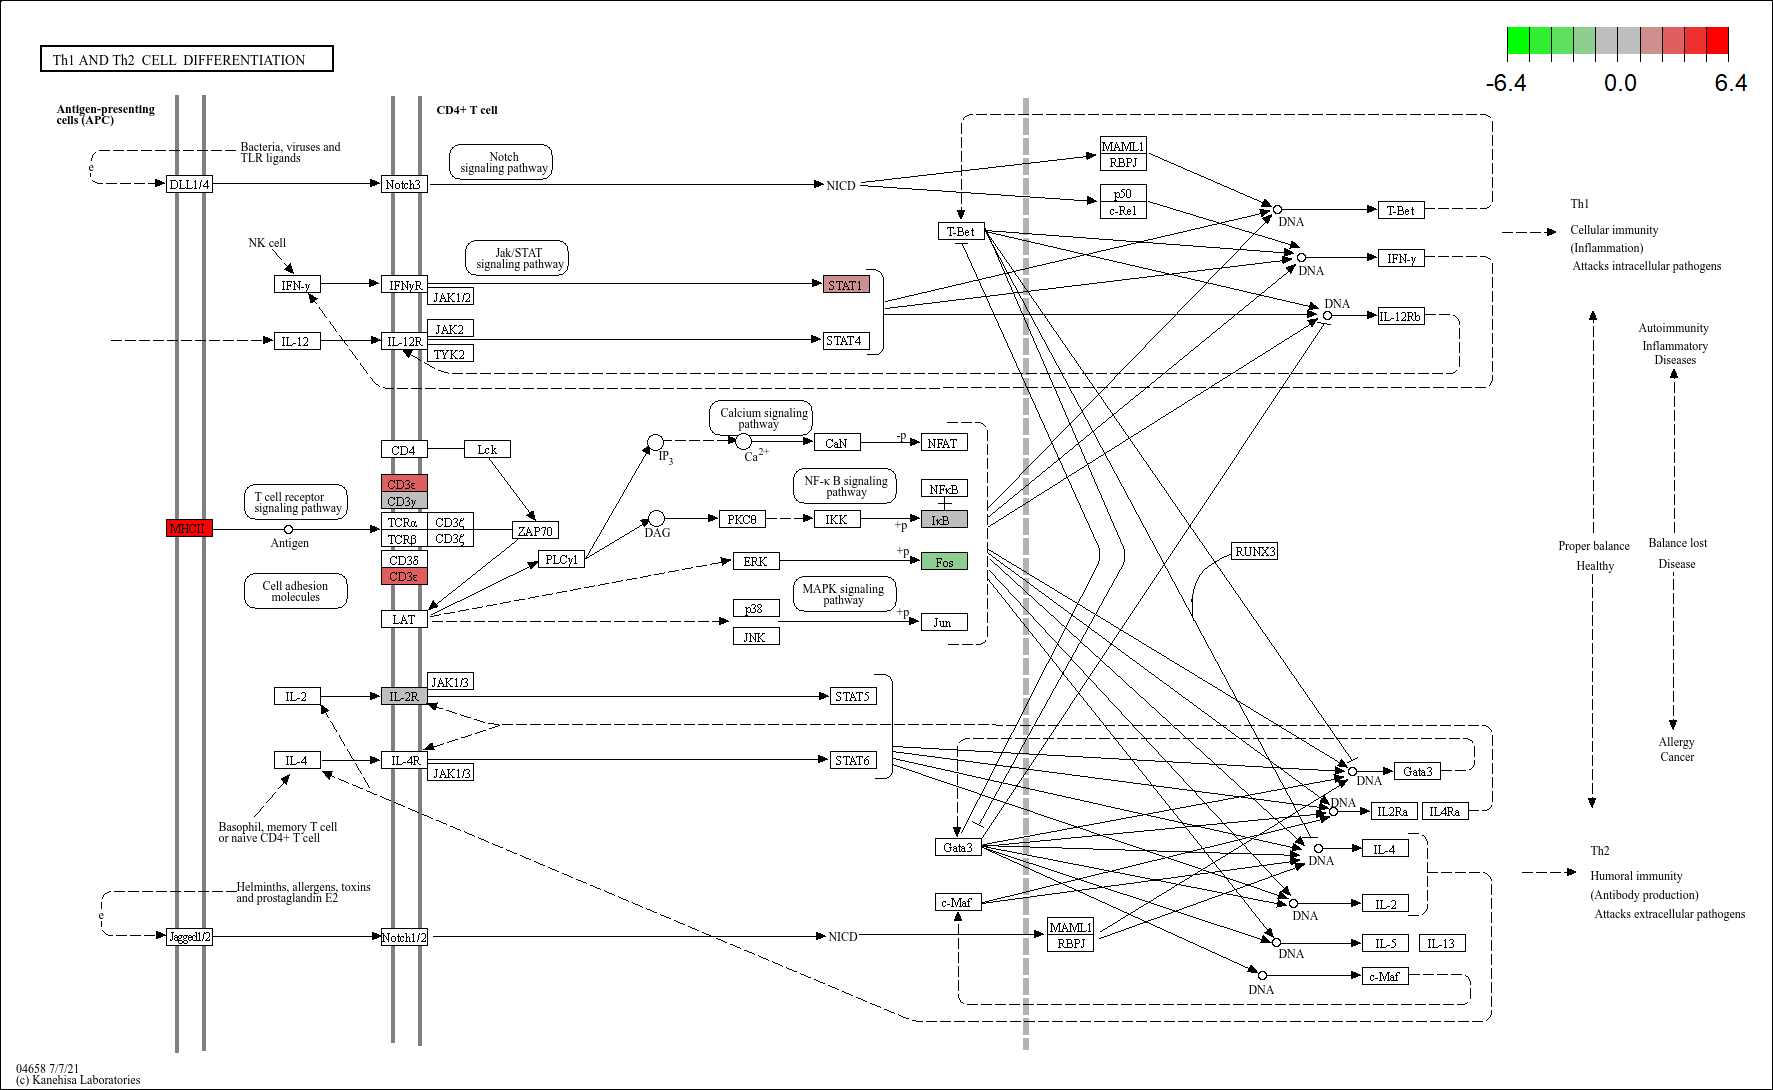 Th1 AND Th2 CELL DIFFERENTIATION
-6.4
0.0
6.4
Antigen-presenting
cells (APC)
CD4+ T cell
Bacteria, viruses and
TLR ligands
e
DLL1/4
Notch3
Notch
signaling pathway
NICD
MAML1
RBPJ
p50
c-Rel
DNA
T-Bet
T-Bet
Th1
Cellular immunity
(Inflammation)
Attacks intracellular pathogens
NK cell
IFN-γ
IFNγR
JAK1/2
Jak/STAT
signaling pathway
STAT1
DNA
IFN-γ
IL-12
IL-12R
JAK2
TYK2
STAT4
DNA
IL-12Rb
Autoimmunity
Inflammatory
Diseases
CD4
Lck
IP3
Calcium signaling
pathway
Ca2+
CaN
-p
NFAT
CD3ε
CD3γ
T cell receptor
signaling pathway
NF-κ B signaling
pathway
NFκB
MHCII
Antigen
TCRα
CD3ζ
TCRβ
CD3ζ
ZAP70
DAG
PKCθ
IKK
+p
IκB
CD3δ
CD3ε
PLCγ1
ERK
+p
Fos
RUNX3
Proper balance
Healthy
Balance lost
Disease
Cell adhesion
molecules
MAPK signaling
pathway
LAT
p38
JNK
+p
Jun
IL-2
IL-2R
JAK1/3
STAT5
IL-4
IL-4R
JAK1/3
STAT6
DNA
Gata3
Allergy
Cancer
Basophil, memory T cell
or naive CD4+ T cell
DNA
IL2Ra
IL4Ra
Gata3
DNA
IL-4
Th2
Humoral immunity
(Antibody production)
Attacks extracellular pathogens
Helminths, allergens, toxins
and prostaglandin E2
e
c-Maf
DNA
IL-2
Jagged1/2
Notch1/2
NICD
MAML1
RBPJ
DNA
IL-5
IL-13
DNA
c-Maf
04658 7/7/21
(c) Kanehisa Laboratories